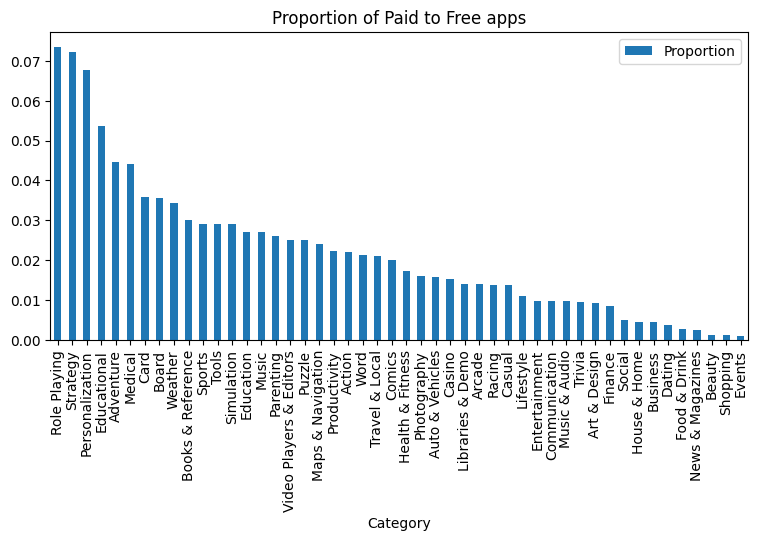 Proportion of Paid to Free apps
Proportion
0.07
0.06
0.05
0.04
0.03
0.02
0.01
0.00
Role Playing
Strategy
Personalization
Educational
Adventure
Medical
Card
Board
Weather
Books & Reference
Sports
Tools
Simulation
Education
Music
Parenting
Video Players & Editors
Puzzle
Maps & Navigation
Productivity
Action
Word
Travel & Local
Comics
Health & Fitness
Photography
Auto & Vehicles
Casino
Libraries & Demo
Arcade
Racing
Casual
Lifestyle
Entertainment
Communication
Music & Audio
Trivia
Art & Design
Finance
Social
House & Home
Business
Dating
Food & Drink
News & Magazines
Beauty
Shopping
Events
Category